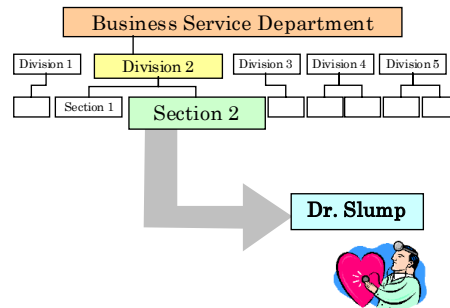 Business Service Department
Division 1
Division 2
Division 3
Division 4
Division 5
Section 1
Section 2
Dr. Slump